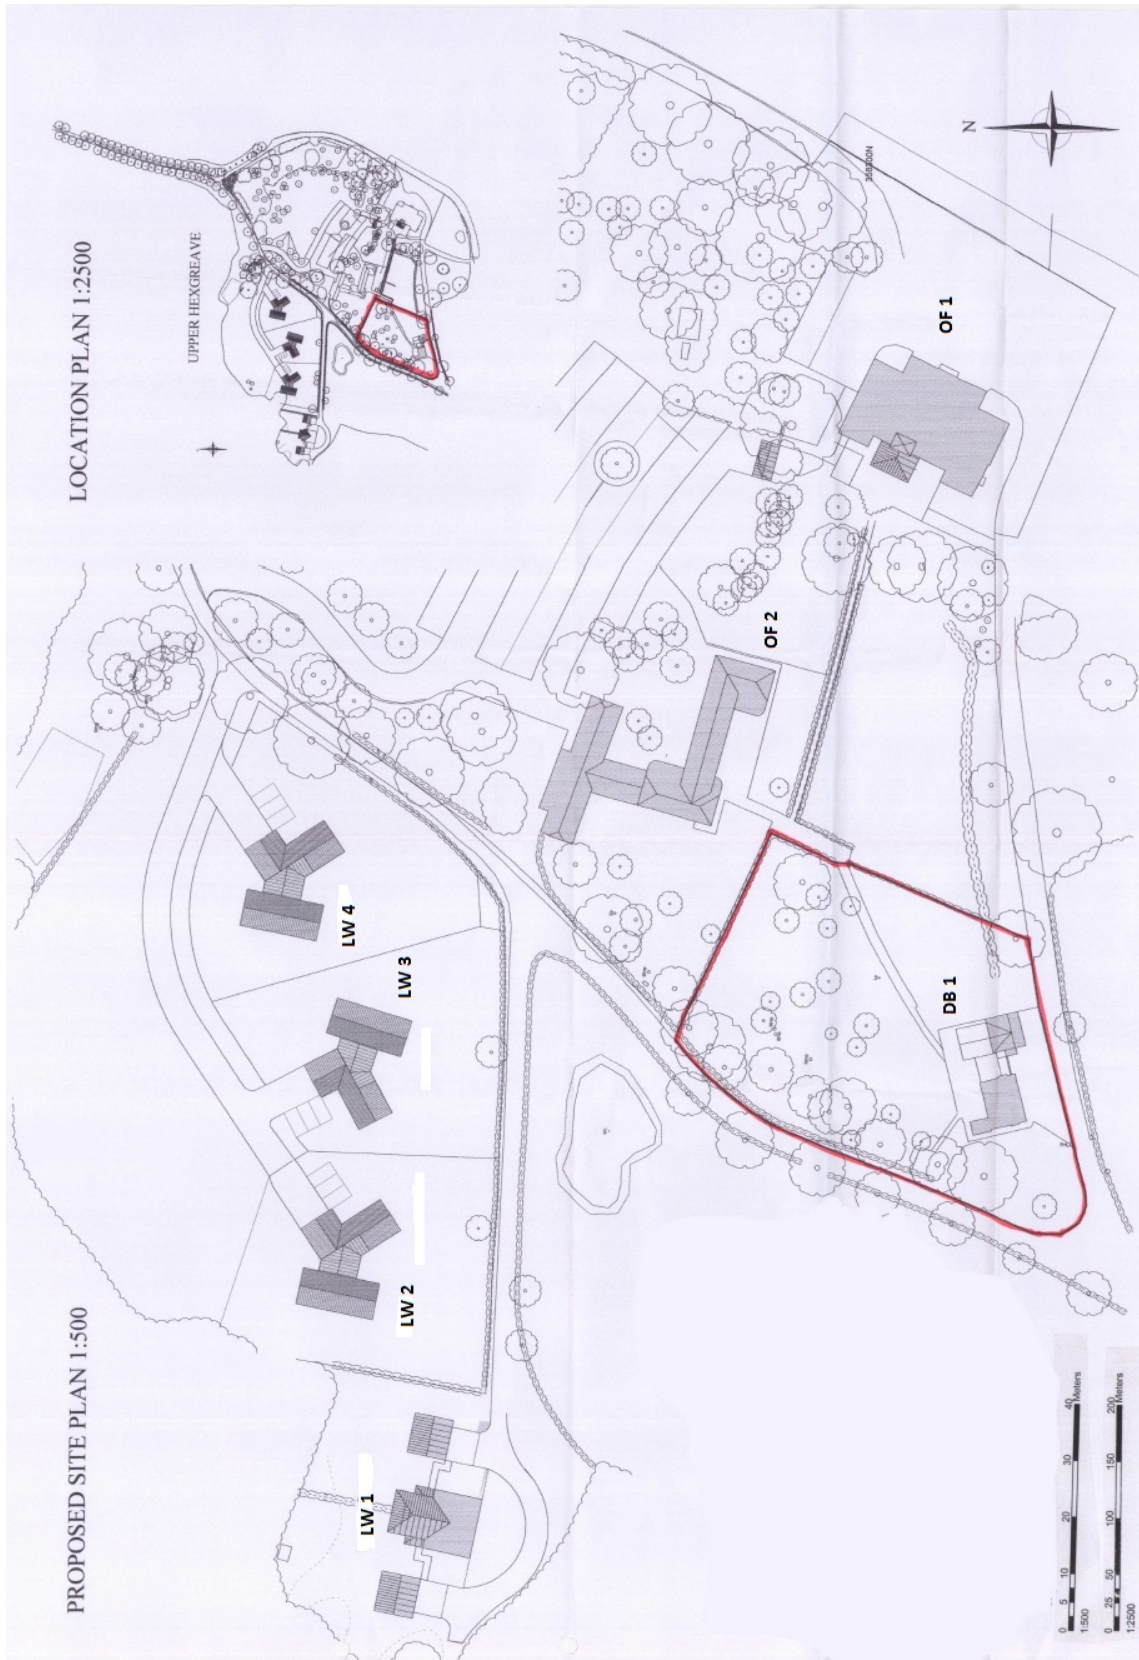 PROPOSED SITE PLAN 1:500
LOCATION PLAN 1:2500
UPPER HEXGREAVE
N
OF 1
OF 2
LW 4
LW 3
LW 2
LW 1
DB 1
0 5 10 20 30 40 Meters
1:500
0 25 50 100 150 200 Meters
1:2500